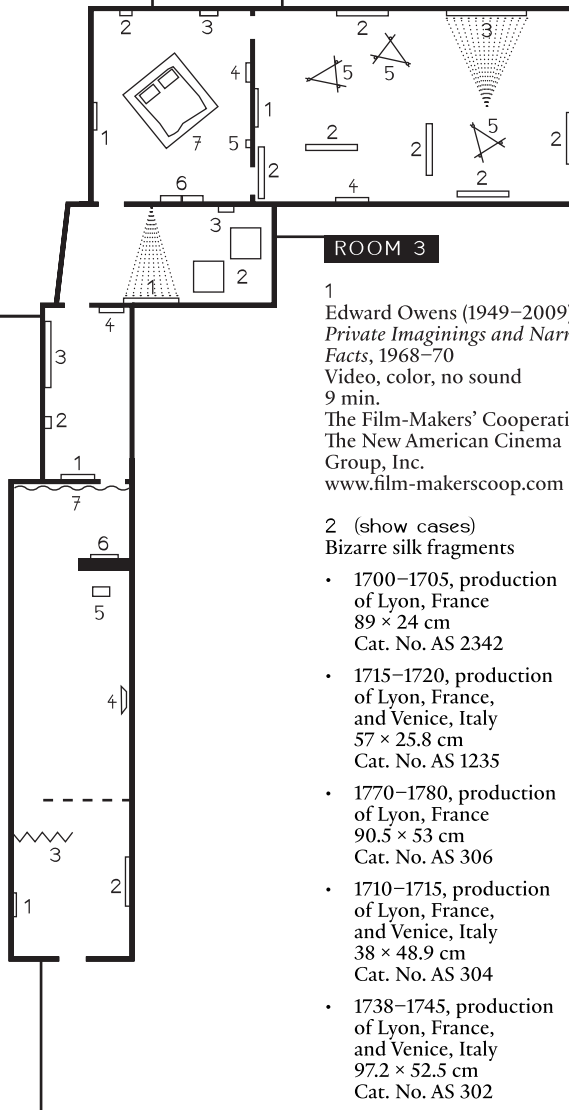 2 3 2 3
4 5 5
1 1 5
7 5 2 2 2
2
6 4 2
3
1 2
4
3
2
1
7
6
5
4
3
2
1
ROOM 3
1
Edward Owens (1949–2009)
Private Imaginings and Narr
Facts, 1968–70
Video, color, no sound
9 min.
The Film-Makers’ Cooperati
The New American Cinema
Group, Inc.
www.film-makerscoop.com
2 (show cases)
Bizarre silk fragments
• 1700–1705, production
of Lyon, France
89 × 24 cm
Cat. No. AS 2342
• 1715–1720, production
of Lyon, France,
and Venice, Italy
57 × 25.8 cm
Cat. No. AS 1235
• 1770–1780, production
of Lyon, France
90.5 × 53 cm
Cat. No. AS 306
• 1710–1715, production
of Lyon, France,
and Venice, Italy
38 × 48.9 cm
Cat. No. AS 304
• 1738–1745, production
of Lyon, France,
and Venice, Italy
97.2 × 52.5 cm
Cat. No. AS 302